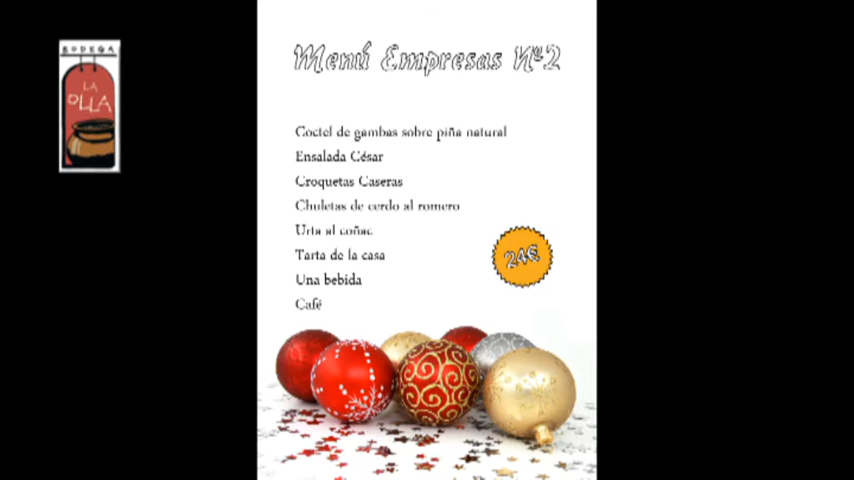 BODEGA
LA
OLLA
Menú Empresas Nº2
Coctel de gambas sobre piña natural
Ensalada César
Croquetas Caseras
Chuletas de cerdo al romero
Urta al coñac
Tarta de la casa
Una bebida
Café
24€